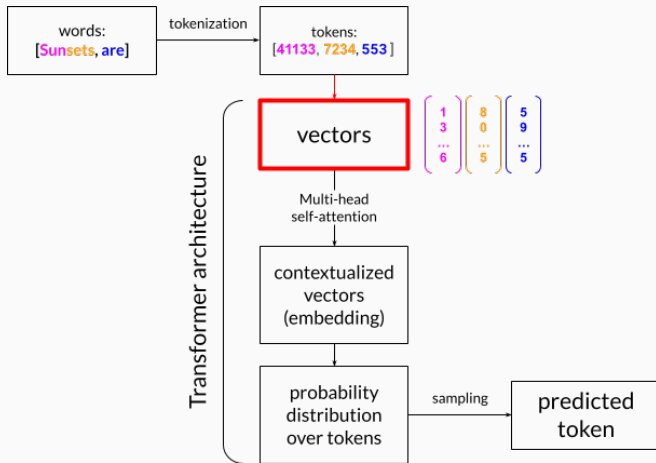 words:
[Sunsets, are]
tokenization
tokens:
[41133, 7234, 553]
Transformer architecture
vectors
1 8 5
3 0 9
... ... ...
6 5 5
Multi-head
self-attention
contextualized
vectors
(embedding)
probability
distribution
over tokens
sampling
predicted
token